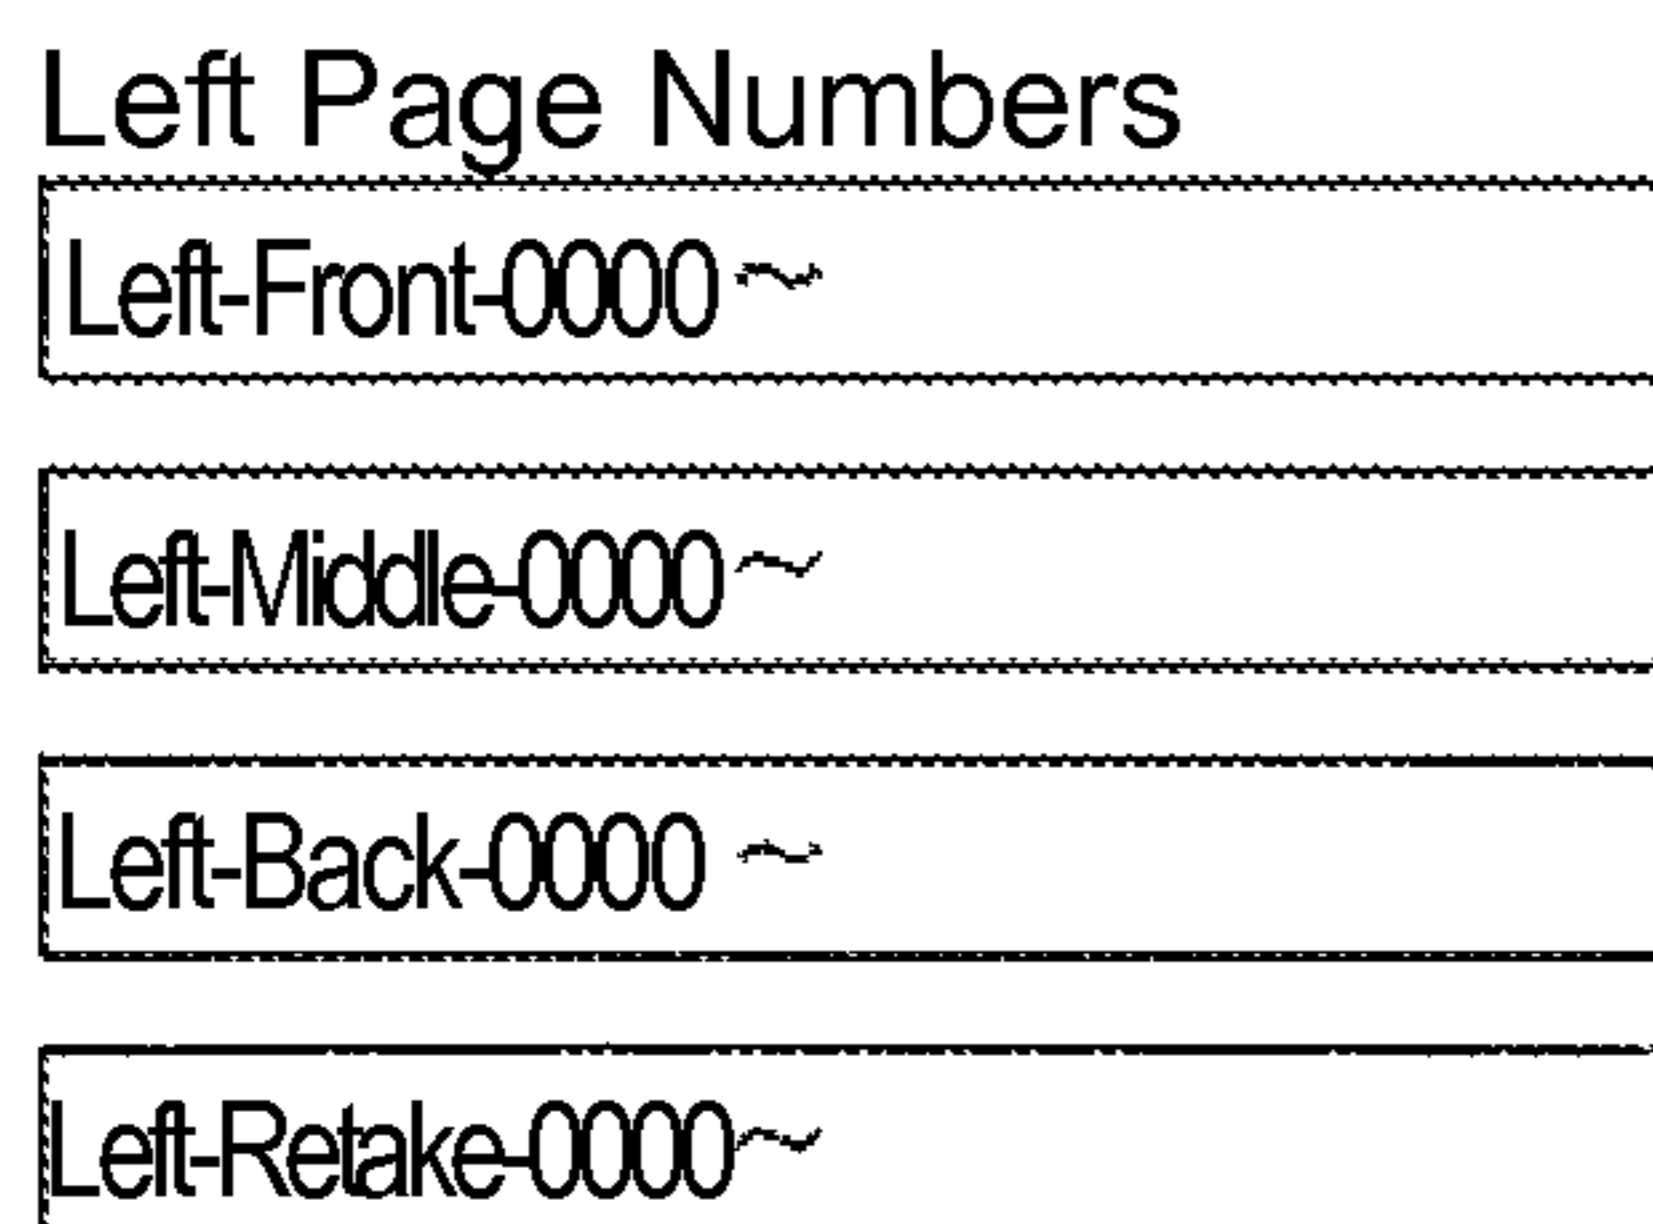 Left Page Numbers
Left-Front-0000 ~
Left-Middle-0000 ~
Left-Back-0000 ~
Left-Retake-0000 ~